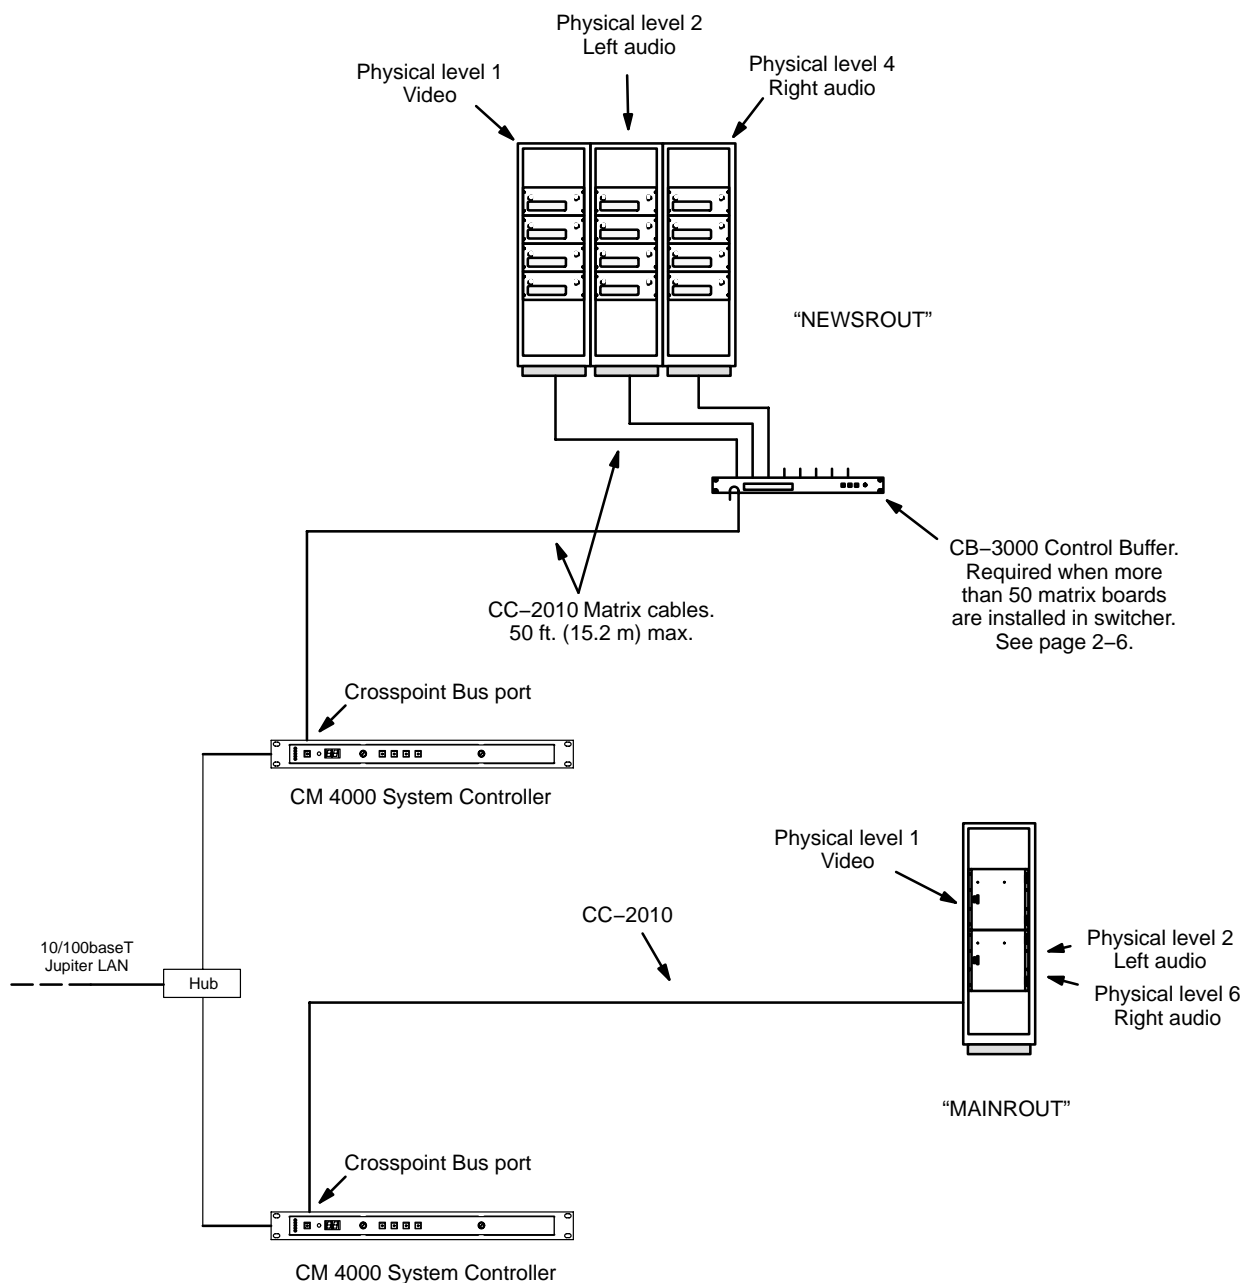 Physical level 2
Left audio
Physical level 1
Video
Physical level 4
Right audio
“NEWSROUT”
CB–3000 Control Buffer.
Required when more
than 50 matrix boards
are installed in switcher.
See page 2–6.
CC–2010 Matrix cables.
50 ft. (15.2 m) max.
Crosspoint Bus port
CM 4000 System Controller
Physical level 1
Video
CC–2010
Physical level 2
Left audio
10/100baseT
Jupiter LAN
Hub
Physical level 6
Right audio
“MAINROUT”
Crosspoint Bus port
CM 4000 System Controller